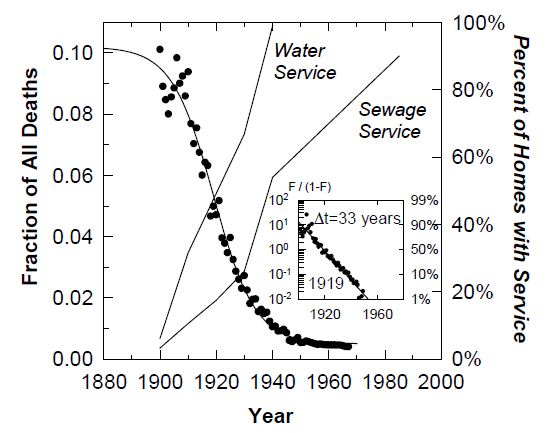 Fraction of All Deaths
0.10
0.08
0.06
0.04
0.02
0.00
1880 1900 1920 1940 1960 1980 2000
Year
100%
80%
60%
40%
20%
0%
Percent of Homes with Service
Water
Service
Sewage
Service
F / (1-F)
10²
10¹
10⁰
10⁻¹
10⁻²
99%
90%
50%
10%
1%
Δt=33 years
1919
1920 1960